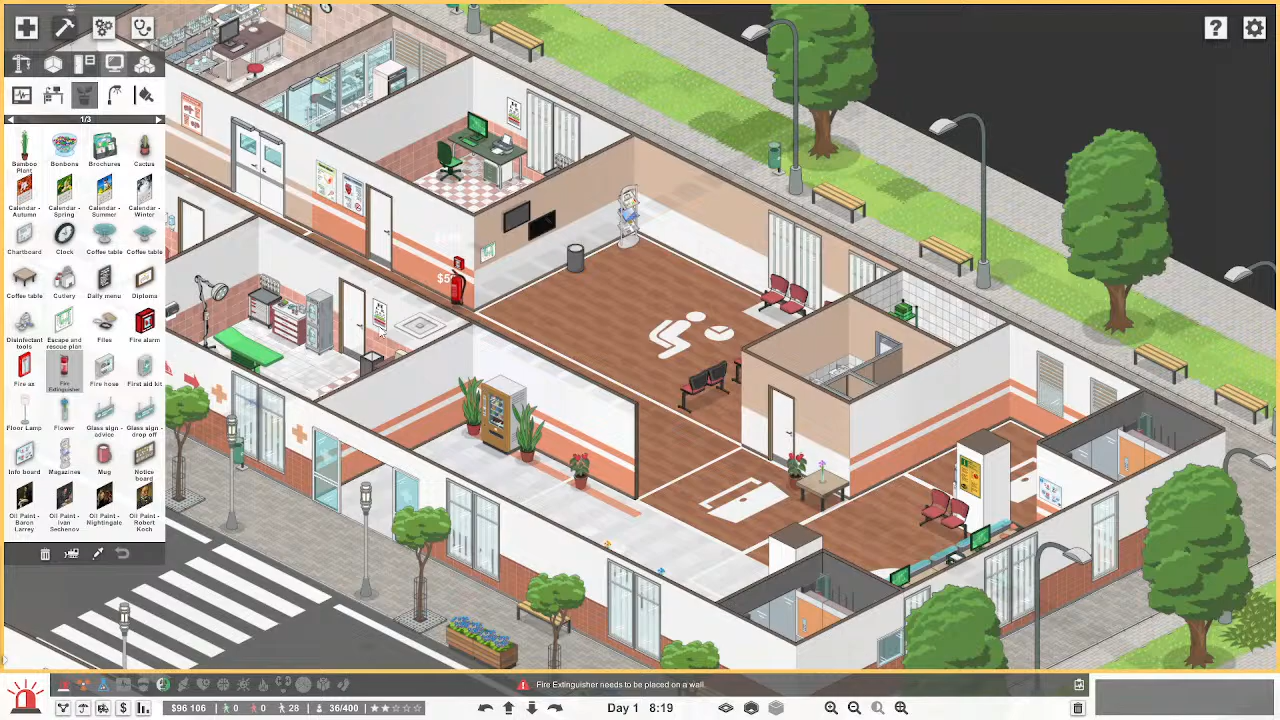 ?
1/3
Bamboo Plant
Bonbons
Brochures
Cactus
Calendar - Autumn
Calendar - Spring
Calendar - Summer
Calendar - Winter
Chartboard
Clock
Coffee table
Coffee table
Coffee table
Cutlery
Daily menu
Diploms
Disinfectant tools
Escape and rescue plan
Files
Fire alarm
Fire ax
Fire Extinguisher
Fire hose
First aid kit
Floor Lamp
Flower
Glass sign - advice
Glass sign - drop off
Info board
Magazines
Mug
Notice board
Oil Paint - Baron Larrey
Oil Paint - Ivan Sechenov
Oil Paint - Nightingale
Oil Paint - Robert Koch
Fire Extinguisher needs to be placed on a wall.
$
$96 106
0
0
28
36/400
Day 1 8:19